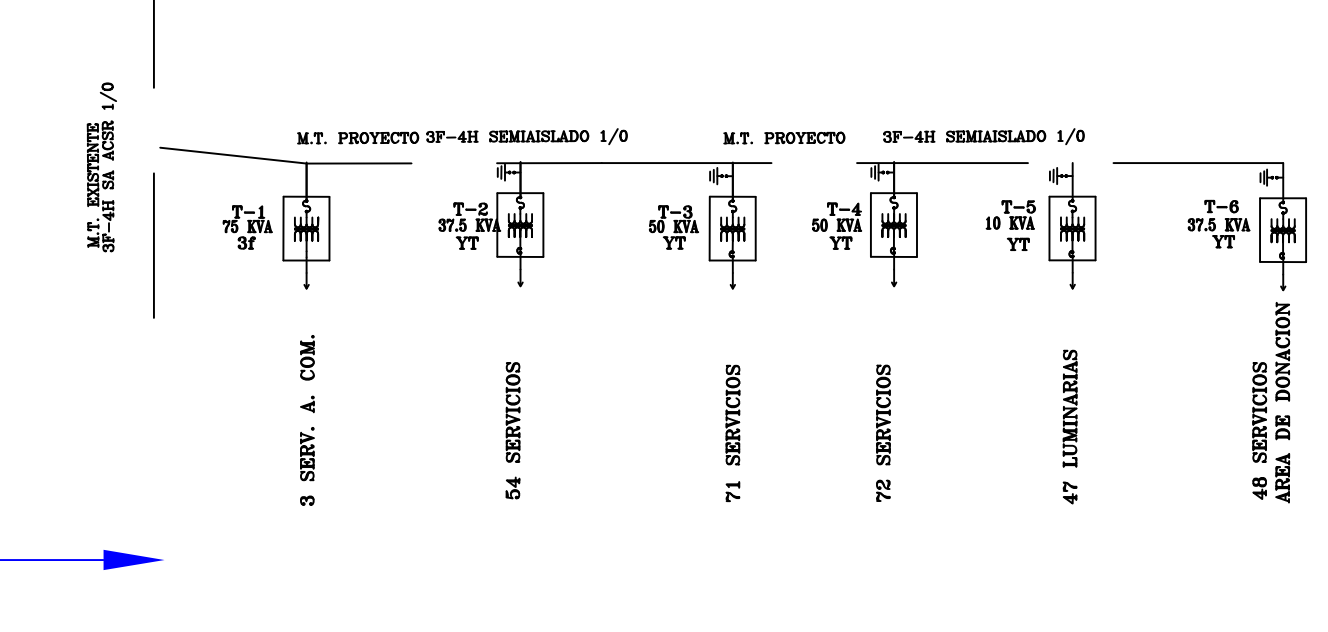 M.T. EXISTENTE
3F-4H SA ACSR 1/0
M.T. PROYECTO 3F-4H SEMIAISLADO 1/0
M.T. PROYECTO 3F-4H SEMIAISLADO 1/0
T-1
75 KVA
3f
T-2
37.5 KVA
YT
T-3
50 KVA
YT
T-4
50 KVA
YT
T-5
10 KVA
YT
T-6
37.5 KVA
YT
3 SERV. A. COM.
54 SERVICIOS
71 SERVICIOS
72 SERVICIOS
47 LUMINARIAS
48 SERVICIOS
AREA DE DONACION